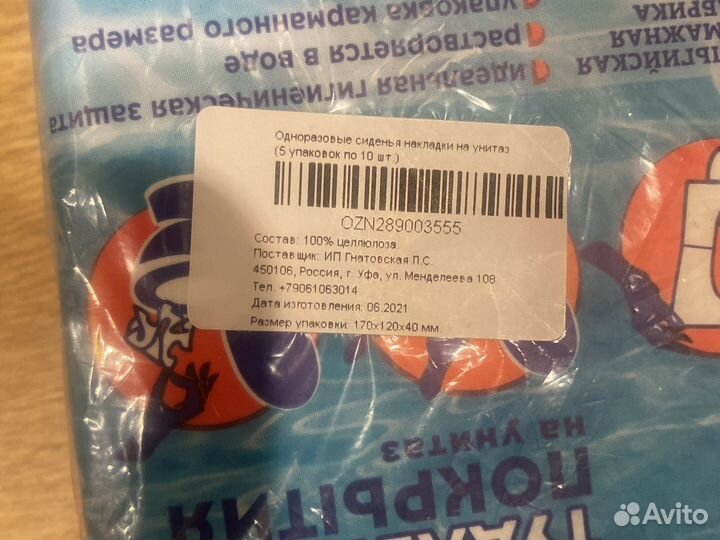 Одноразовые сиденья накладки на унитаз
(5 упаковок по 10 шт.)
OZN289003555
Состав: 100% целлюлоза
Поставщик: ИП Гнатовская Л.С.
450106, Россия, г. Уфа, ул. Менделеева 108
Тел. +79061063014
Дата изготовления: 06.2021
Размер упаковки: 170x120x40 мм
ПОКРЫТИЯ
на унитаз
идеальная гигиеническая защита
растворяется в воде
упаковка карманного размера
Avito